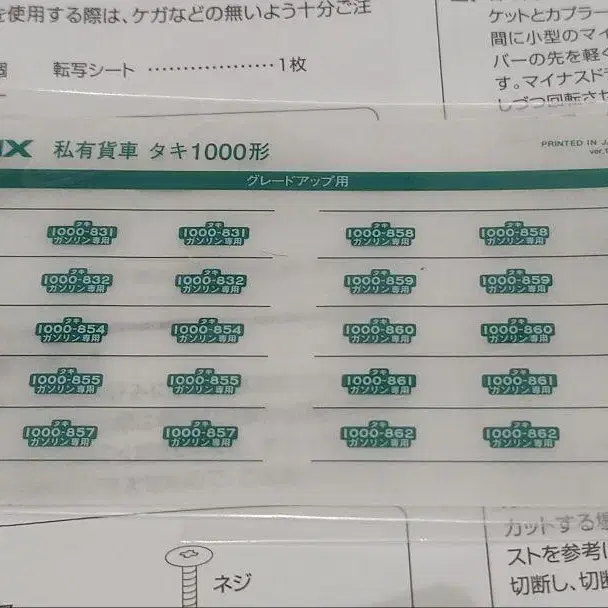 を使用する際は、ケガなどの無いよう十分ご注
転写シート ………………1枚
ケットとカプラー
間に小型のマイ
バーの先を軽く
す。マイナスド
しづつ回転させ
私有貨車 タキ1000形
PRINTED IN JA
グレードアップ用
タキ
1000-831
ガソリン専用
タキ
1000-831
ガソリン専用
タキ
1000-858
ガソリン専用
タキ
1000-858
ガソリン専用
タキ
1000-832
ガソリン専用
タキ
1000-832
ガソリン専用
タキ
1000-859
ガソリン専用
タキ
1000-859
ガソリン専用
タキ
1000-854
ガソリン専用
タキ
1000-854
ガソリン専用
タキ
1000-860
ガソリン専用
タキ
1000-860
ガソリン専用
タキ
1000-855
ガソリン専用
タキ
1000-855
ガソリン専用
タキ
1000-861
ガソリン専用
タキ
1000-861
ガソリン専用
タキ
1000-857
ガソリン専用
タキ
1000-857
ガソリン専用
タキ
1000-862
ガソリン専用
タキ
1000-862
ガソリン専用
ネジ
カットする場
ストを参考に
切断し、切断